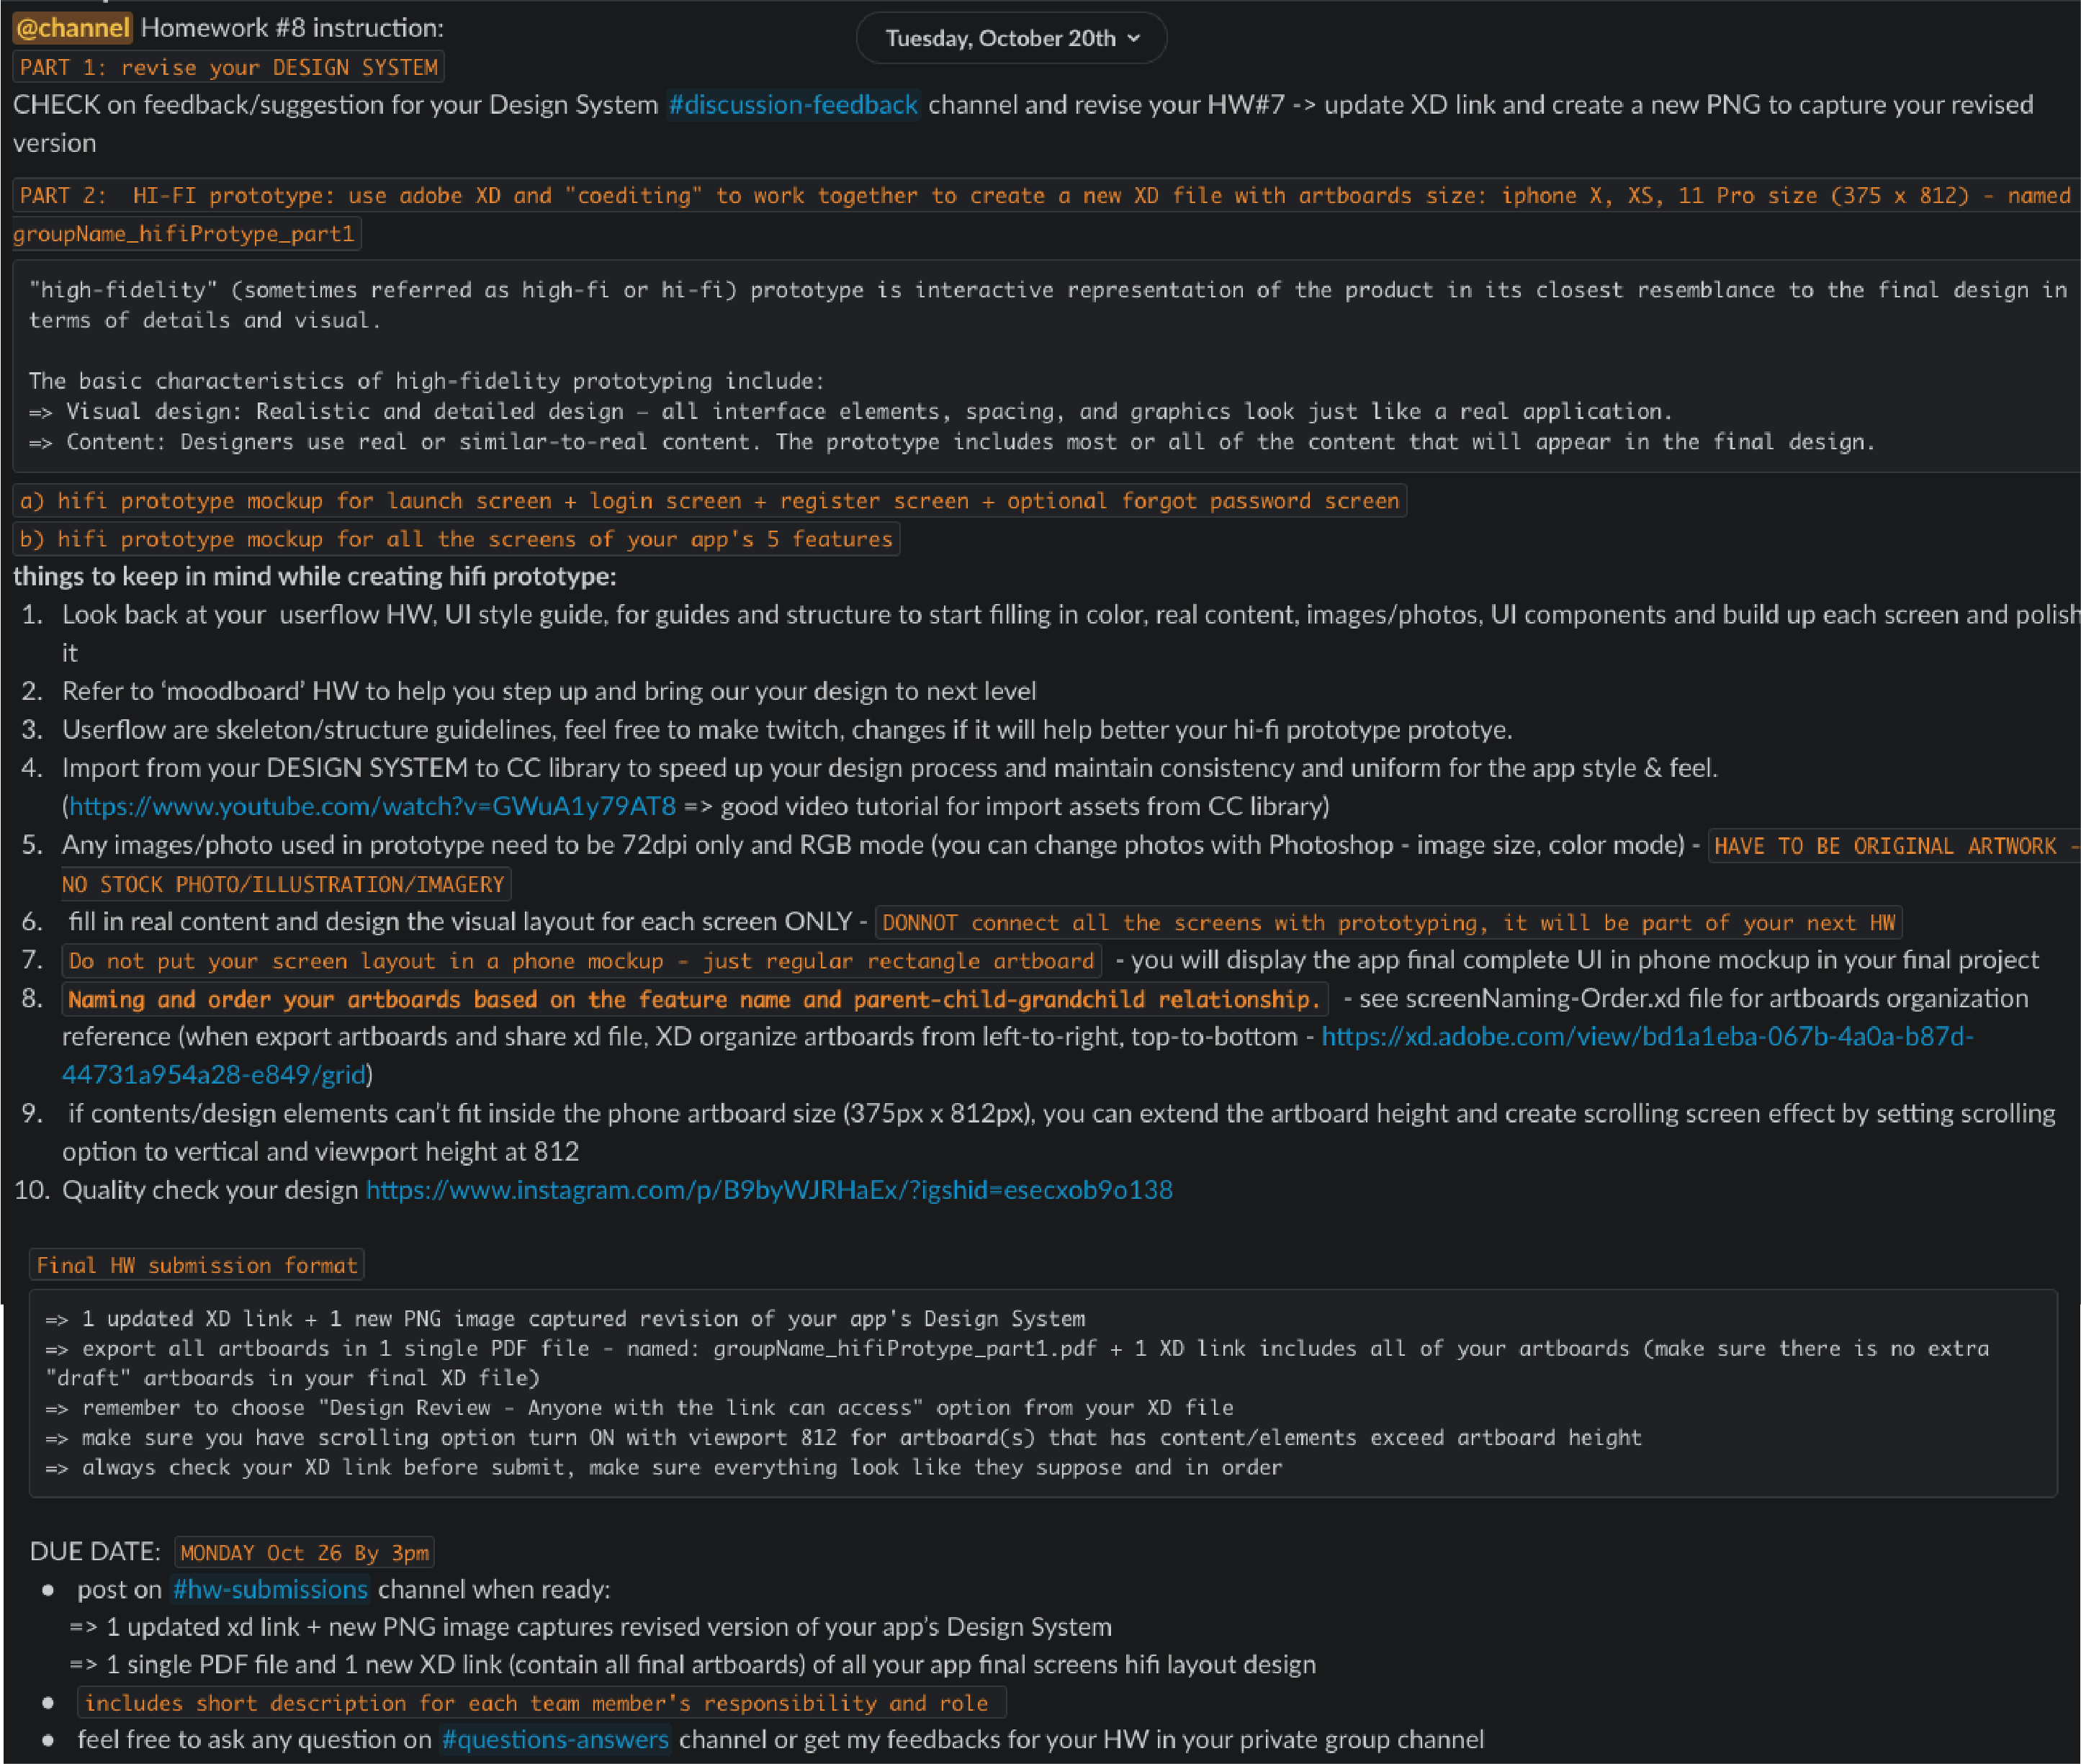 @channel Homework #8 instruction:
Tuesday, October 20th
PART 1: revise your DESIGN SYSTEM
CHECK on feedback/suggestion for your Design System #discussion-feedback channel and revise your HW#7 -> update XD link and create a new PNG to capture your revised
version
PART 2:  HI-FI prototype: use adobe XD and "coediting" to work together to create a new XD file with artboards size: iphone X, XS, 11 Pro size (375 x 812) - named
groupName_hifiProtype_part1
"high-fidelity" (sometimes referred as high-fi or hi-fi) prototype is interactive representation of the product in its closest resemblance to the final design in
terms of details and visual.
The basic characteristics of high-fidelity prototyping include:
=> Visual design: Realistic and detailed design – all interface elements, spacing, and graphics look just like a real application.
=> Content: Designers use real or similar-to-real content. The prototype includes most or all of the content that will appear in the final design.
a) hifi prototype mockup for launch screen + login screen + register screen + optional forgot password screen
b) hifi prototype mockup for all the screens of your app's 5 features
things to keep in mind while creating hifi prototype:
1. Look back at your  userflow HW, UI style guide, for guides and structure to start filling in color, real content, images/photos, UI components and build up each screen and polish
it
2. Refer to ‘moodboard’ HW to help you step up and bring our your design to next level
3. Userflow are skeleton/structure guidelines, feel free to make twitch, changes if it will help better your hi-fi prototype prototye.
4. Import from your DESIGN SYSTEM to CC library to speed up your design process and maintain consistency and uniform for the app style & feel.
(https://www.youtube.com/watch?v=GWuA1y79AT8 => good video tutorial for import assets from CC library)
5. Any images/photo used in prototype need to be 72dpi only and RGB mode (you can change photos with Photoshop - image size, color mode) - HAVE TO BE ORIGINAL ARTWORK -
NO STOCK PHOTO/ILLUSTRATION/IMAGERY
6. fill in real content and design the visual layout for each screen ONLY - DONNOT connect all the screens with prototyping, it will be part of your next HW
7. Do not put your screen layout in a phone mockup - just regular rectangle artboard - you will display the app final complete UI in phone mockup in your final project
8. Naming and order your artboards based on the feature name and parent-child-grandchild relationship. - see screenNaming-Order.xd file for artboards organization
reference (when export artboards and share xd file, XD organize artboards from left-to-right, top-to-bottom - https://xd.adobe.com/view/bd1a1eba-067b-4a0a-b87d-
44731a954a28-e849/grid)
9. if contents/design elements can’t fit inside the phone artboard size (375px x 812px), you can extend the artboard height and create scrolling screen effect by setting scrolling
option to vertical and viewport height at 812
10. Quality check your design https://www.instagram.com/p/B9byWJRHaEx/?igshid=esecxob9o138
Final HW submission format
=> 1 updated XD link + 1 new PNG image captured revision of your app's Design System
=> export all artboards in 1 single PDF file - named: groupName_hifiProtype_part1.pdf + 1 XD link includes all of your artboards (make sure there is no extra
"draft" artboards in your final XD file)
=> remember to choose "Design Review - Anyone with the link can access" option from your XD file
=> make sure you have scrolling option turn ON with viewport 812 for artboard(s) that has content/elements exceed artboard height
=> always check your XD link before submit, make sure everything look like they suppose and in order
DUE DATE: MONDAY Oct 26 By 3pm
• post on #hw-submissions channel when ready:
=> 1 updated xd link + new PNG image captures revised version of your app’s Design System
=> 1 single PDF file and 1 new XD link (contain all final artboards) of all your app final screens hifi layout design
• includes short description for each team member's responsibility and role
• feel free to ask any question on #questions-answers channel or get my feedbacks for your HW in your private group channel